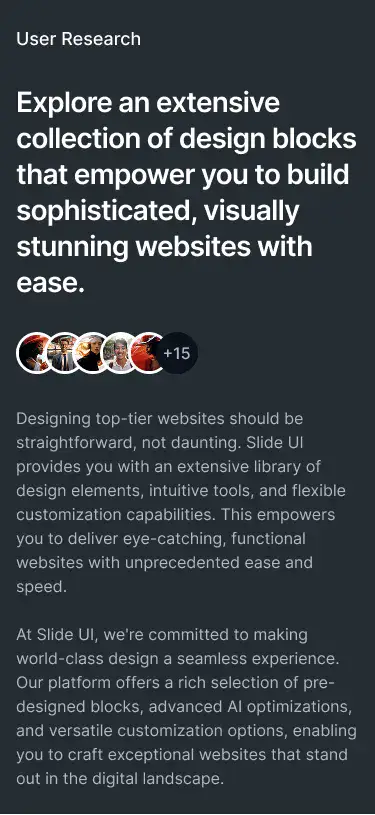 User Research
Explore an extensive
collection of design blocks
that empower you to build
sophisticated, visually
stunning websites with
ease.
+15
Designing top-tier websites should be
straightforward, not daunting. Slide UI
provides you with an extensive library of
design elements, intuitive tools, and flexible
customization capabilities. This empowers
you to deliver eye-catching, functional
websites with unprecedented ease and
speed.
At Slide UI, we're committed to making
world-class design a seamless experience.
Our platform offers a rich selection of pre-
designed blocks, advanced AI optimizations,
and versatile customization options, enabling
you to craft exceptional websites that stand
out in the digital landscape.